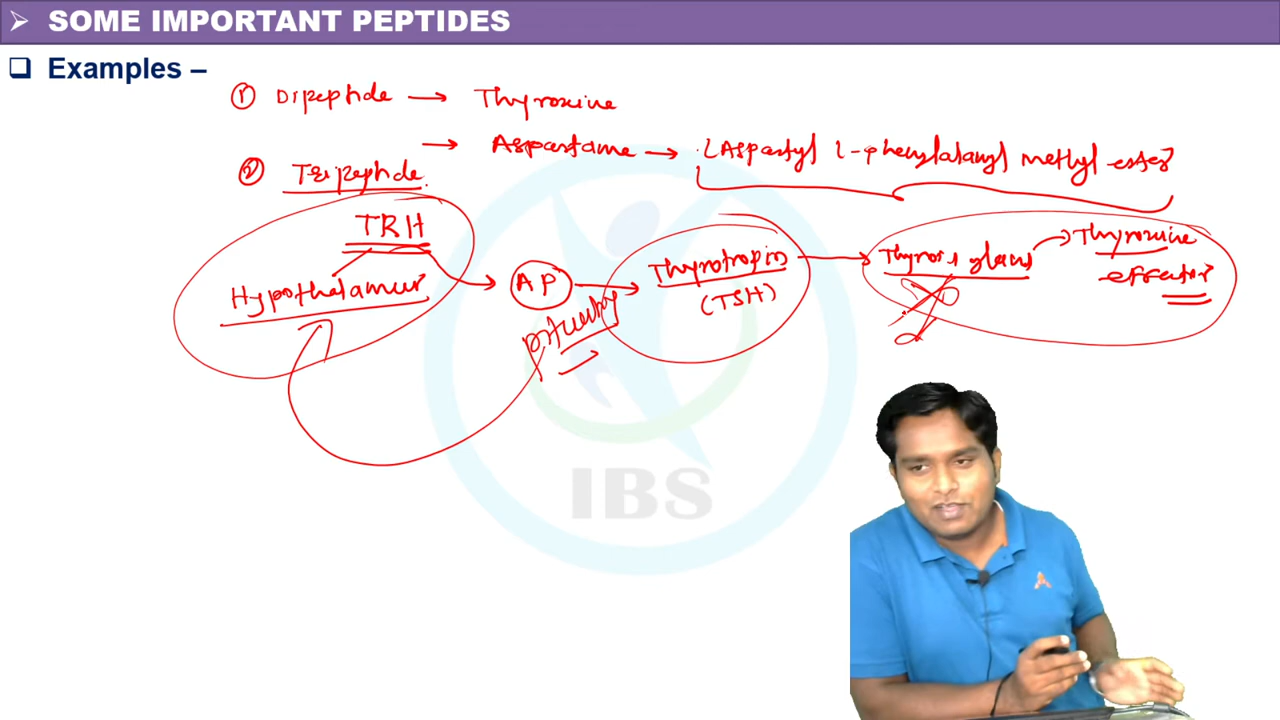 ➤ SOME IMPORTANT PEPTIDES
❑ Examples –
① Dipeptide → Thyroxine
→ Aspartame → L Aspartyl L-phenylalanyl methyl-ester
② Tripeptide
TRH
Hypothalamus
AP
pituitary
Thyrotropin
(TSH)
Thyroid gland → Thyroxine
effector
IBS